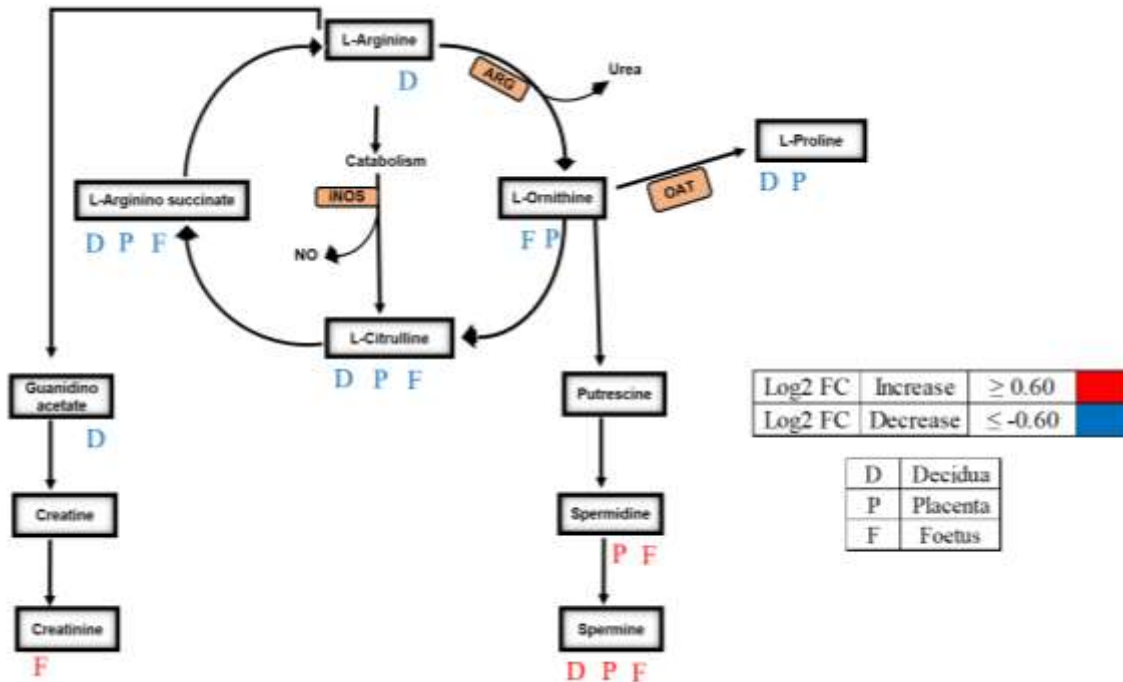 L-Arginine
D
ARG
Urea
L-Proline
D P
Catabolism
iNOS
L-Arginino succinate
D P F
L-Ornithine
F P
OAT
NO
L-Citrulline
D P F
Guanidino
acetate
D
Putrescine
Log2 FC Increase ≥ 0.60
Log2 FC Decrease ≤ -0.60
D Decidua
P Placenta
F Foetus
Creatine
Spermidine
P F
Creatinine
F
Spermine
D P F